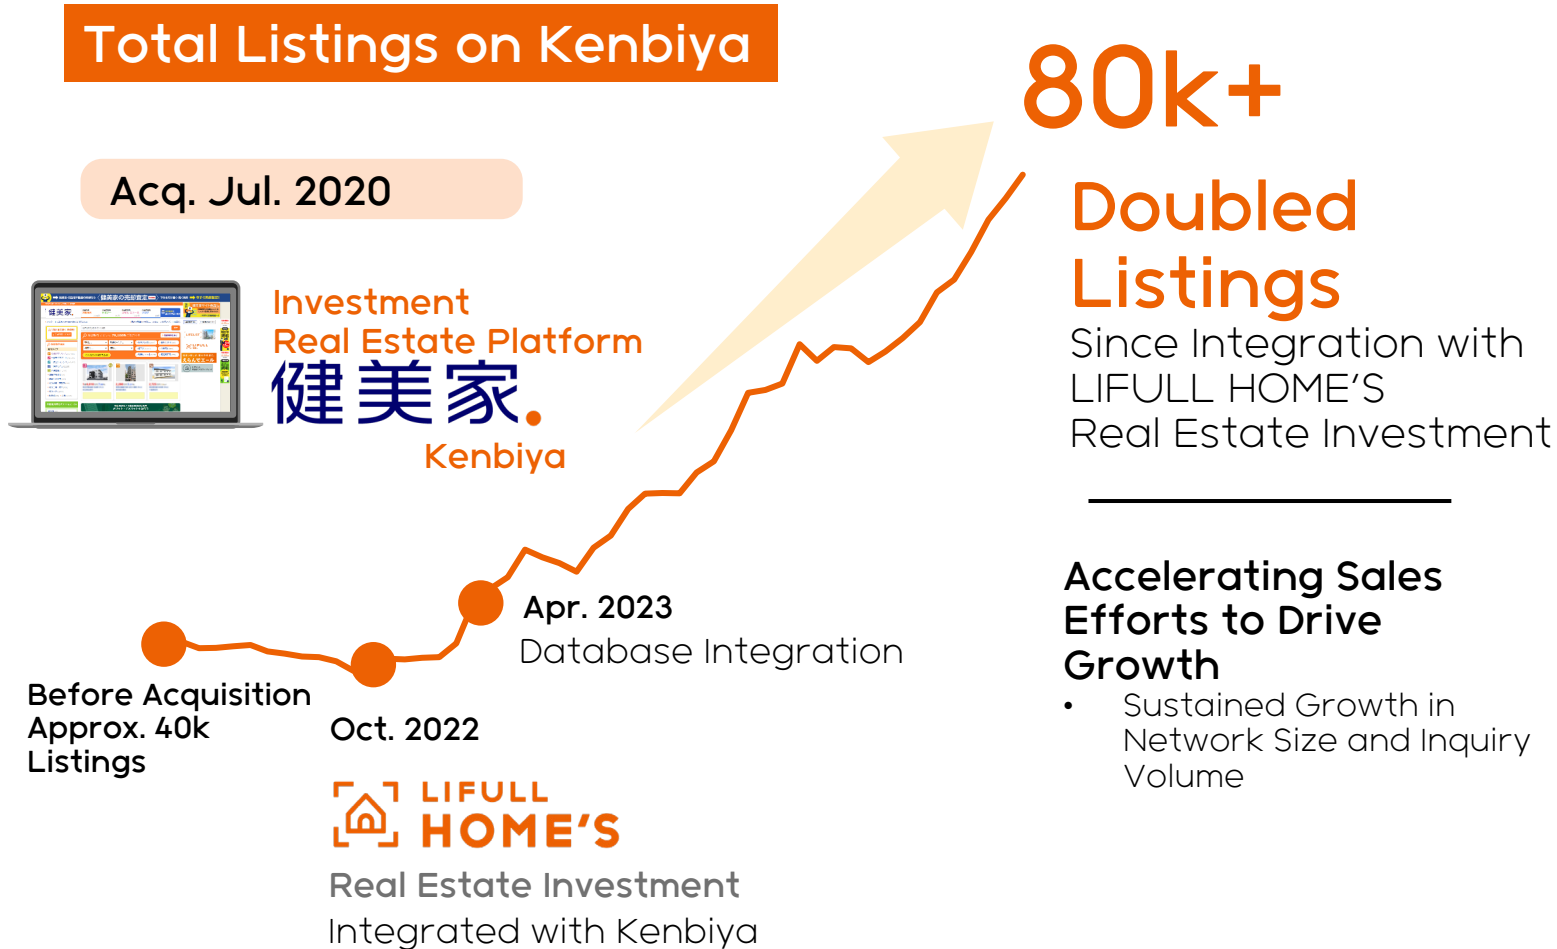 Total Listings on Kenbiya
80k+
Acq. Jul. 2020
Doubled
Listings
Since Integration with
LIFULL HOME'S
Real Estate Investment
Investment
Real Estate Platform
健美家.
Kenbiya
Accelerating Sales
Efforts to Drive
Growth
• Sustained Growth in
Network Size and Inquiry
Volume
Apr. 2023
Database Integration
Before Acquisition
Approx. 40k
Listings
Oct. 2022
LIFULL
HOME'S
Real Estate Investment
Integrated with Kenbiya
健美家.